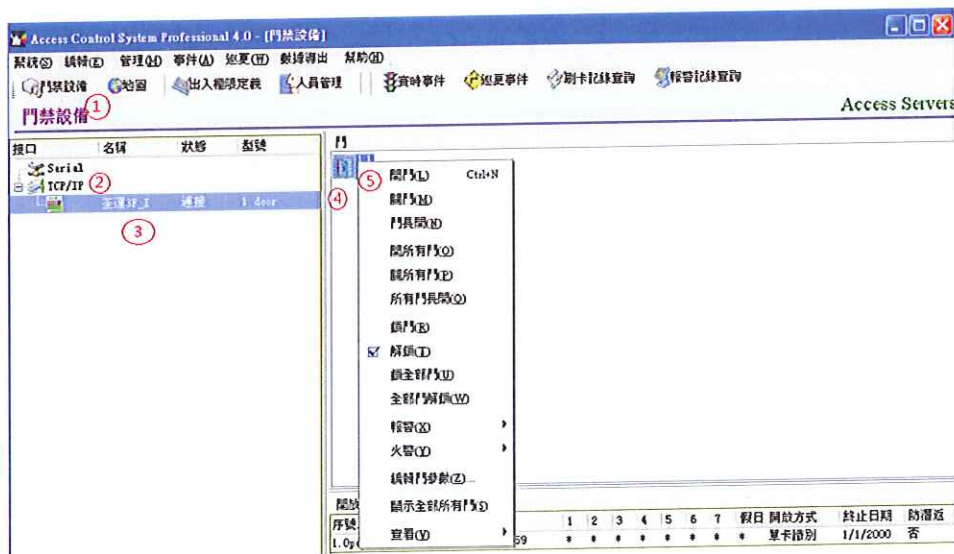 Access Control System Professional 4.0 - [門禁設備]
系統(S) 編輯(E) 管理(M) 事件(A) 巡更(W) 數據導出 幫助(H)
門禁設備 地圖 出入權限定義 人員管理 實時事件 巡更事件 刷卡記錄查詢 報警記錄查詢
門禁設備 ① Access Servers
接口 名稱 狀態 型號 門
Serial
TCP/IP ②
連接 1 door
③
④
⑤
開門(L) Ctrl+N
關門(M)
門長開(N)
開所有門(O)
關所有門(P)
所有門長開(Q)
鎖門(R)
解鎖(T)
鎖全部門(U)
全部門解鎖(W)
報警(X)
火警(Y)
編輯門參數(Z)...
顯示全部所有門(S)
查看(V)
序號 1 2 3 4 5 6 7 假日 開啟方式 終止日期 防潛返
59 * * * * * * * * 單卡識別 1/1/2000 否